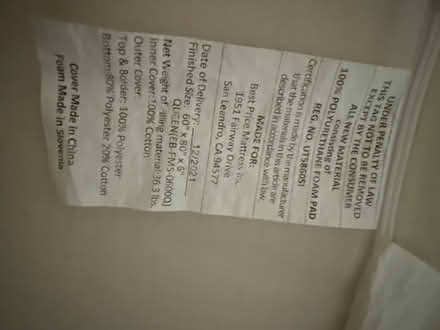 UNDER PENALTY OF LAW
THIS TAG NOT TO BE REMOVED
EXCEPT BY THE CONSUMER
ALL NEW MATERIAL
consisting of
100% POLYURETHANE FOAM PAD
REG. NO.
Certification is made by the manufacturer
that the materials in this article are
described in accordance with law.
MADE FOR:
Best Price Mattress Inc.
1951 Fairway Drive
San Leandro, CA 94577
Date of Delivery: 12/2021
Finished Size: 60" x 80" x 6"
Net Weight of filling material:36.3 lbs.
Inner Cover:100% Cotton
Outer Cover:
Top & Border: 100% Polyester
Bottom:80% Polyester 20% Cotton
Cover Made in China
Foam Made in Slovenia